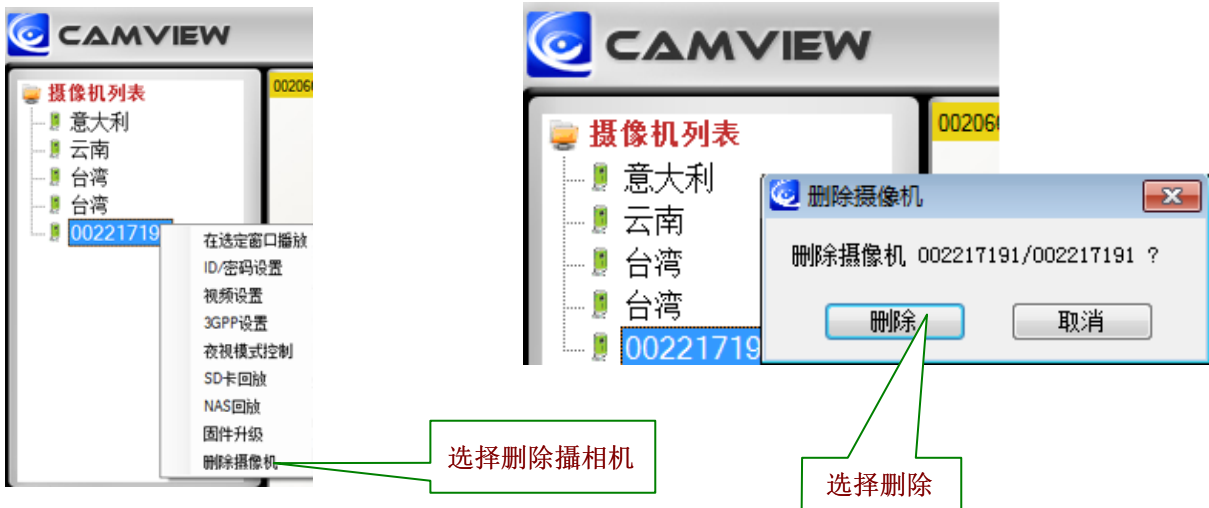 CAMVIEW
摄像机列表
意大利
云南
台湾
台湾
00221719
00206
在选定窗口播放
ID/密码设置
视频设置
3GPP设置
夜视模式控制
SD卡回放
NAS回放
固件升级
删除摄像机
选择删除攝相机
CAMVIEW
摄像机列表
意大利
云南
台湾
台湾
00221719
00206
删除摄像机
删除摄像机 002217191/002217191 ?
删除
取消
选择删除